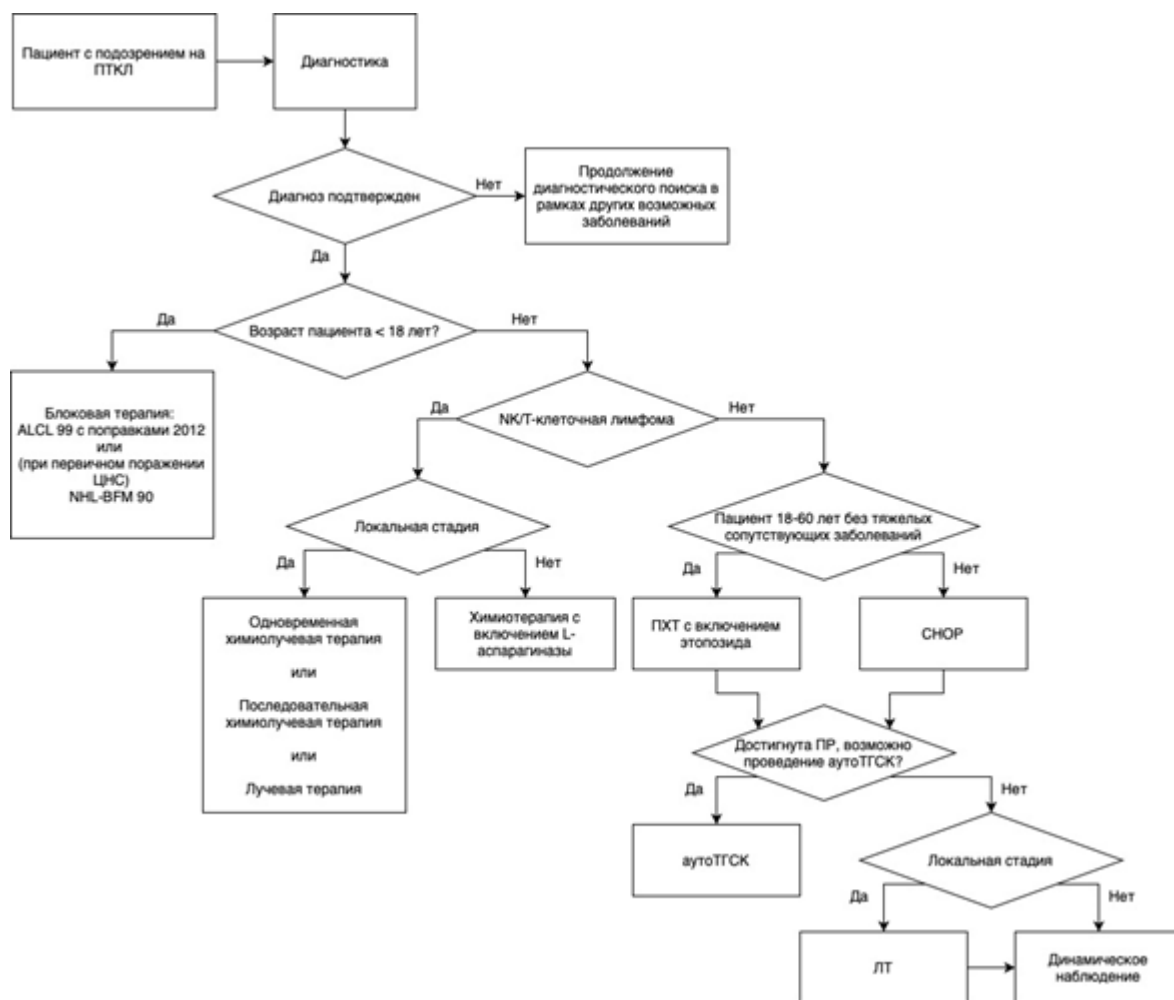 Пациент с подозрением на
ПТКЛ
Диагностика
Диагноз подтвержден
Нет
Продолжение
диагностического поиска в
рамках других возможных
заболеваний
Да
Возраст пациента < 18 лет?
Да
Нет
Блоковая терапия:
ALCL 99 с поправками 2012
или
(при первичном поражении
ЦНС)
NHL-BFM 90
NK/T-клеточная лимфома
Да
Нет
Локальная стадия
Да
Нет
Одновременная
химиолучевая терапия
или
Последовательная
химиолучевая терапия
или
Лучевая терапия
Химиотерапия с
включением L-
аспарагиназы
Пациент 18-60 лет без тяжелых
сопутствующих заболеваний
Да
Нет
ПХТ с включением
этопозида
CHOP
Достигнута ПР, возможно
проведение аутоТГСК?
Да
Нет
аутоТГСК
Локальная стадия
Да
Нет
ЛТ
Динамическое
наблюдение